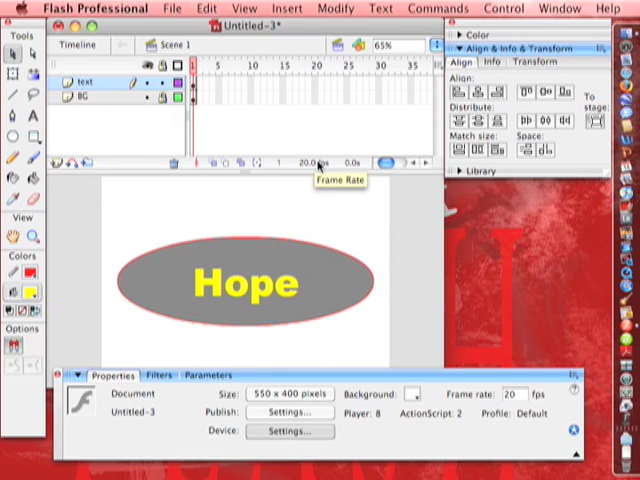 Flash Professional File Edit View Insert Modify Text Commands Control Window Help
Untitled-3*
Tools
Timeline Scene 1 65%
1 5 10 15 20 25 30 35
text
BG
1 20.0 fps 0.0s
Frame Rate
View
Colors
Options
Hope
Color
Align & Info & Transform
Align Info Transform
Align:
Distribute:
To stage:
Match size: Space:
Library
Properties Filters Parameters
Document Size: 550 x 400 pixels Background: Frame rate: 20 fps
Untitled-3 Publish: Settings... Player: 8 ActionScript: 2 Profile: Default
Device: Settings...